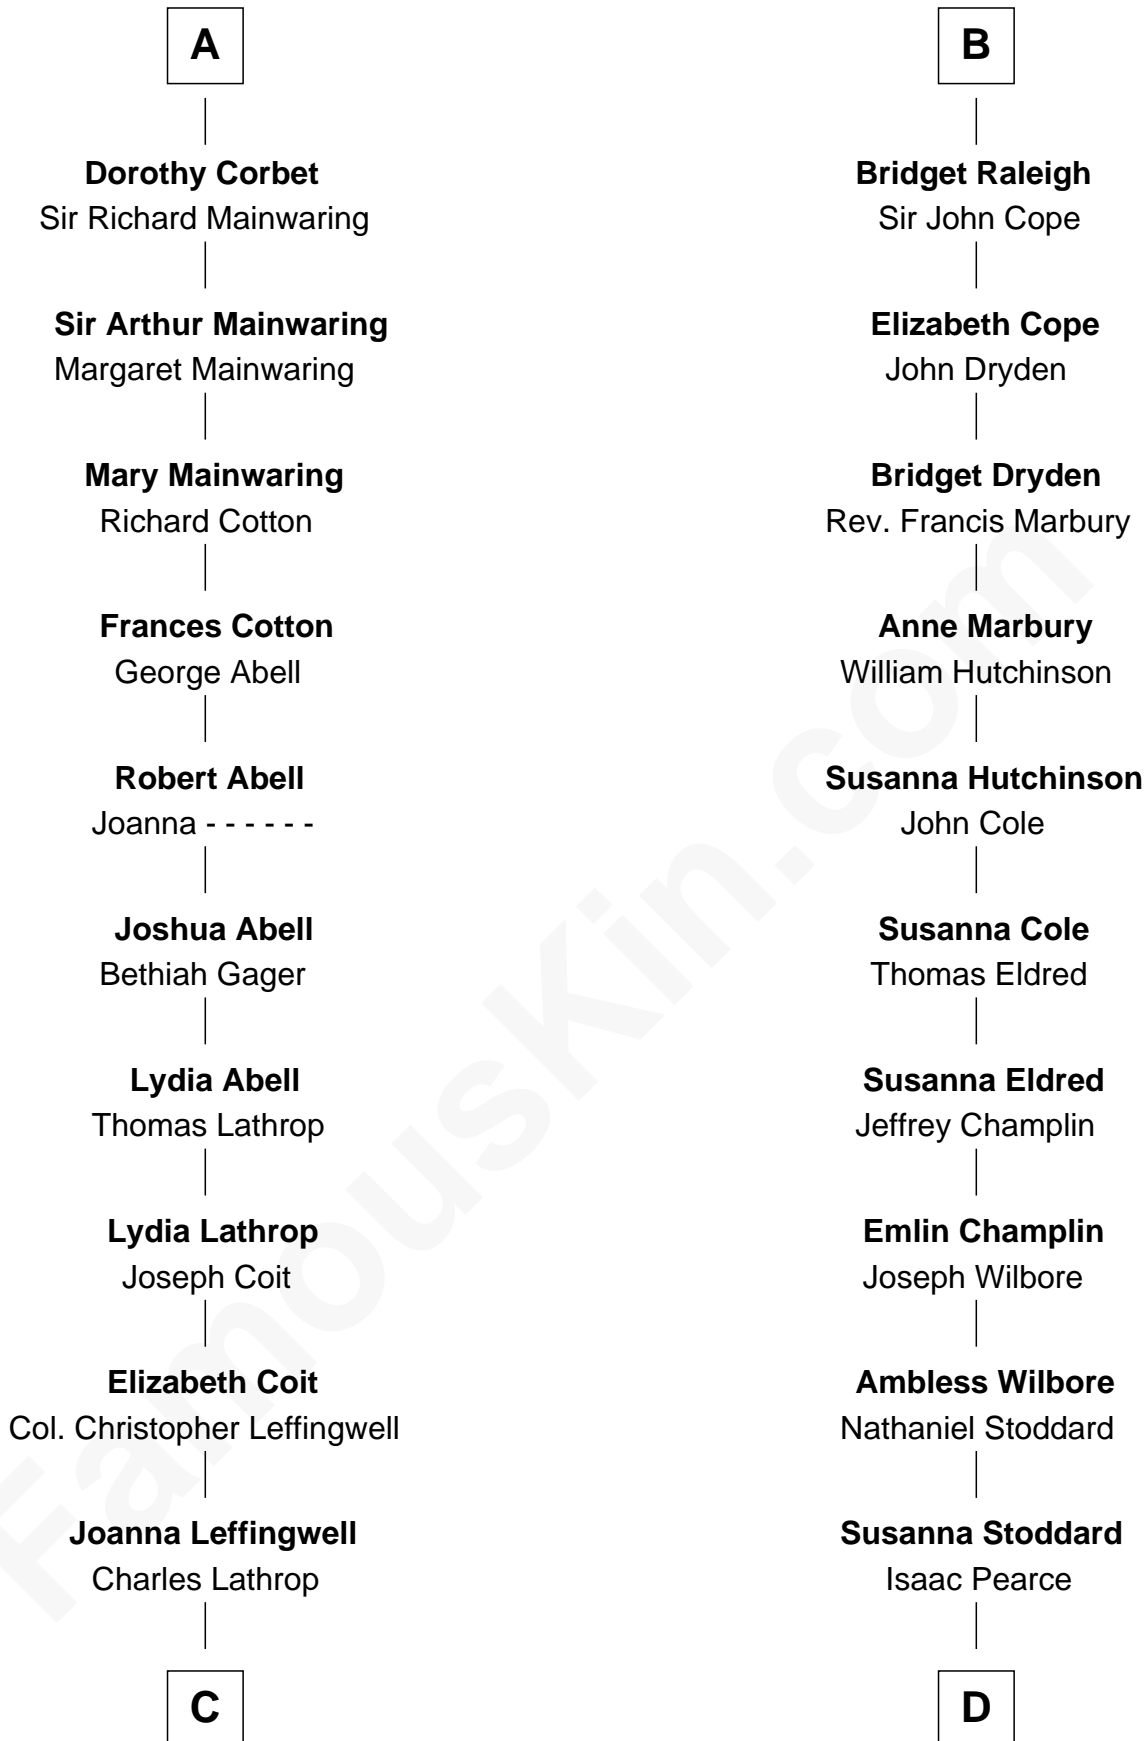 A
Dorothy Corbet
Sir Richard Mainwaring
Sir Arthur Mainwaring
Margaret Mainwaring
Mary Mainwaring
Richard Cotton
Frances Cotton
George Abell
Robert Abell
Joanna - - - - - -
Joshua Abell
Bethiah Gager
Lydia Abell
Thomas Lathrop
Lydia Lathrop
Joseph Coit
Elizabeth Coit
Col. Christopher Leffingwell
Joanna Leffingwell
Charles Lathrop
C
B
Bridget Raleigh
Sir John Cope
Elizabeth Cope
John Dryden
Bridget Dryden
Rev. Francis Marbury
Anne Marbury
William Hutchinson
Susanna Hutchinson
John Cole
Susanna Cole
Thomas Eldred
Susanna Eldred
Jeffrey Champlin
Emlin Champlin
Joseph Wilbore
Ambless Wilbore
Nathaniel Stoddard
Susanna Stoddard
Isaac Pearce
D
FamousKin.com